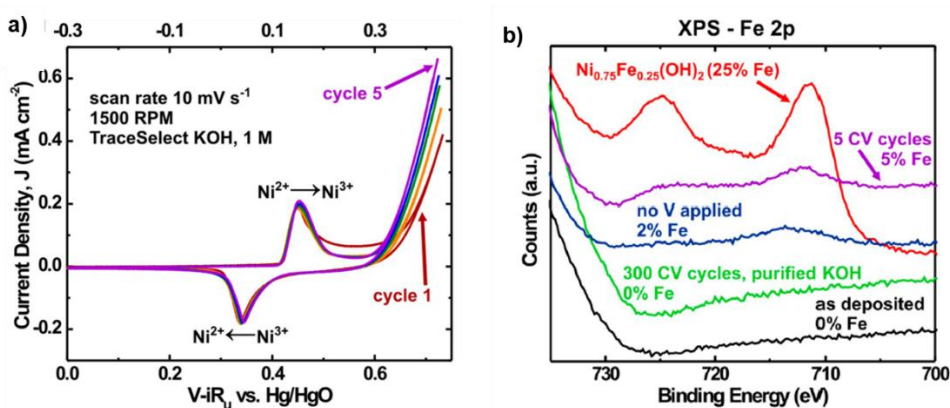 a)
-0.3 0.0 0.3
scan rate 10 mV s⁻¹
1500 RPM
TraceSelect KOH, 1 M
cycle 5
Ni²⁺→Ni³⁺
cycle 1
Ni²⁺←Ni³⁺
0.6
0.4
0.2
0.0
-0.2
Current Density, J (mA cm⁻²)
0.0 0.2 0.4 0.6
V-iRᵤ vs. Hg/HgO
b)
XPS - Fe 2p
Ni₀.₇₅Fe₀.₂₅(OH)₂ (25% Fe)
5 CV cycles
5% Fe
no V applied
2% Fe
300 CV cycles, purified KOH
0% Fe
as deposited
0% Fe
Counts (a.u.)
730 720 710 700
Binding Energy (eV)